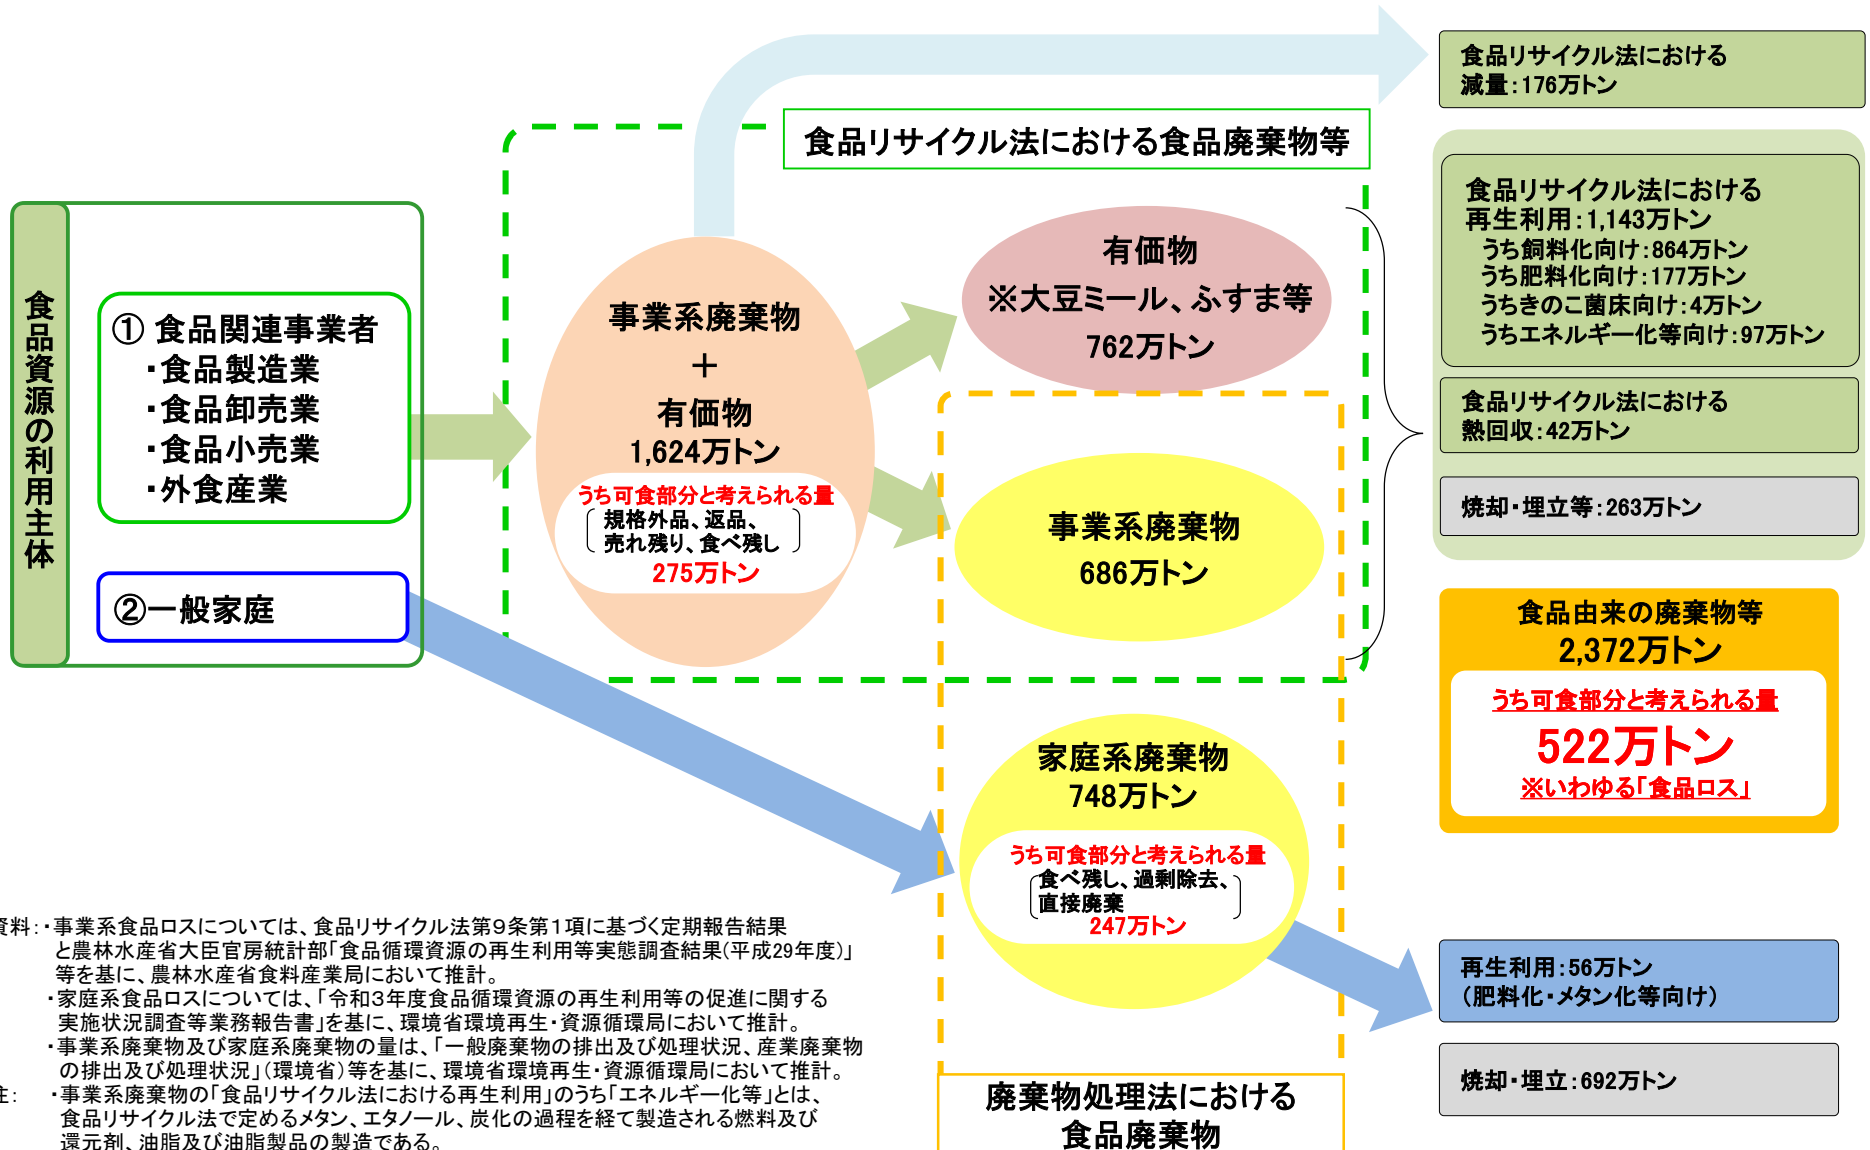 食品資源の利用主体
① 食品関連事業者
・食品製造業
・食品卸売業
・食品小売業
・外食産業
②一般家庭
食品リサイクル法における食品廃棄物等
事業系廃棄物
＋
有価物
1,624万トン
うち可食部分と考えられる量
規格外品、返品、
売れ残り、食べ残し
275万トン
有価物
※大豆ミール、ふすま等
762万トン
事業系廃棄物
686万トン
家庭系廃棄物
748万トン
うち可食部分と考えられる量
食べ残し、過剰除去、
直接廃棄
247万トン
廃棄物処理法における
食品廃棄物
食品リサイクル法における
減量：176万トン
食品リサイクル法における
再生利用：1,143万トン
うち飼料化向け：864万トン
うち肥料化向け：177万トン
うちきのこ菌床向け：4万トン
うちエネルギー化等向け：97万トン
食品リサイクル法における
熱回収：42万トン
焼却・埋立等：263万トン
食品由来の廃棄物等
2,372万トン
うち可食部分と考えられる量
522万トン
※いわゆる「食品ロス」
再生利用：56万トン
（肥料化・メタン化等向け）
焼却・埋立：692万トン
資料：・事業系食品ロスについては、食品リサイクル法第９条第１項に基づく定期報告結果
と農林水産省大臣官房統計部「食品循環資源の再生利用等実態調査結果(平成29年度)」
等を基に、農林水産省食料産業局において推計。
・家庭系食品ロスについては、「令和３年度食品循環資源の再生利用等の促進に関する
実施状況調査等業務報告書」を基に、環境省環境再生・資源循環局において推計。
・事業系廃棄物及び家庭系廃棄物の量は、「一般廃棄物の排出及び処理状況、産業廃棄物
の排出及び処理状況」（環境省）等を基に、環境省環境再生・資源循環局において推計。
注： ・事業系廃棄物の「食品リサイクル法における再生利用」のうち「エネルギー化等」とは、
食品リサイクル法で定めるメタン、エタノール、炭化の過程を経て製造される燃料及び
還元剤、油脂及び油脂製品の製造である。